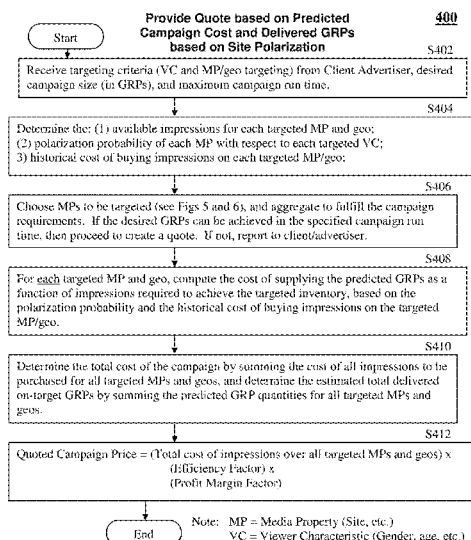 Provide Quote based on Predicted
Campaign Cost and Delivered GRPs
based on Site Polarization
400
Start
S402
Receive targeting criteria (VC and MP/geo targeting) from Client Advertiser, desired
campaign size (in GRPs), and maximum campaign run time.
S404
Determine the: (1) available impressions for each targeted MP and geo;
(2) polarization probability of each MP with respect to each targeted VC;
3) historical cost of buying impressions on each targeted MP/geo;
S406
Choose MPs to be targeted (see Figs 5 and 6), and aggregate to fulfill the campaign
requirements. If the desired GRPs can be achieved in the specified campaign run
time, then proceed to create a quote. If not, report to client/advertiser.
S408
For each targeted MP and geo, compute the cost of supplying the predicted GRPs as a
function of impressions required to achieve the targeted inventory, based on the
polarization probability and the historical cost of buying impressions on the targeted
MP/geo.
S410
Determine the total cost of the campaign by summing the cost of all impressions to be
purchased for all targeted MPs and geos, and determine the estimated total delivered
on-target GRPs by summing the predicted GRP quantities for all targeted MPs and
geos.
S412
Quoted Campaign Price = (Total cost of impressions over all targeted MPs and geos) x
(Efficiency Factor) x
(Profit Margin Factor)
End
Note: MP = Media Property (Site, etc.)
VC = Viewer Characteristic (Gender, age, etc.)